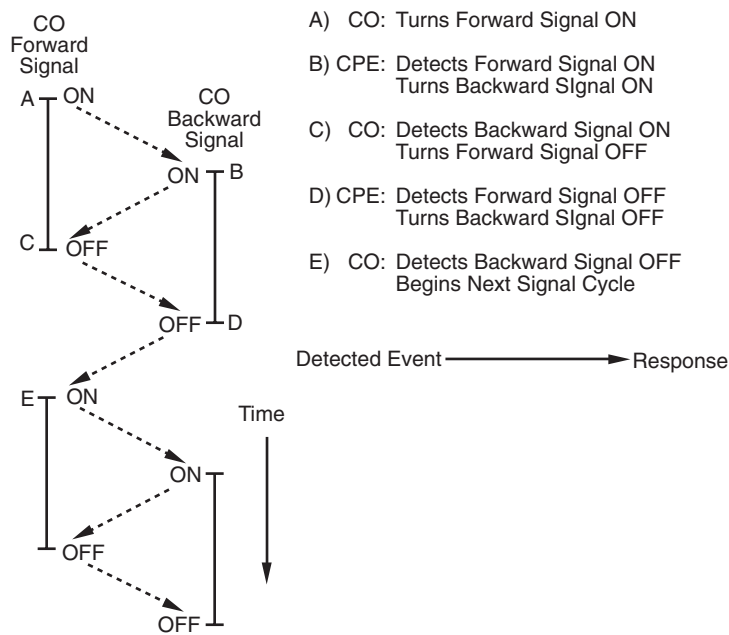 CO
Forward
Signal
A ON
CO
Backward
Signal
ON B
C OFF
OFF D
E ON
ON
OFF
OFF
Time
A) CO: Turns Forward Signal ON
B) CPE: Detects Forward Signal ON
Turns Backward SIgnal ON
C) CO: Detects Backward Signal ON
Turns Forward Signal OFF
D) CPE: Detects Forward Signal OFF
Turns Backward SIgnal OFF
E) CO: Detects Backward Signal OFF
Begins Next Signal Cycle
Detected Event Response